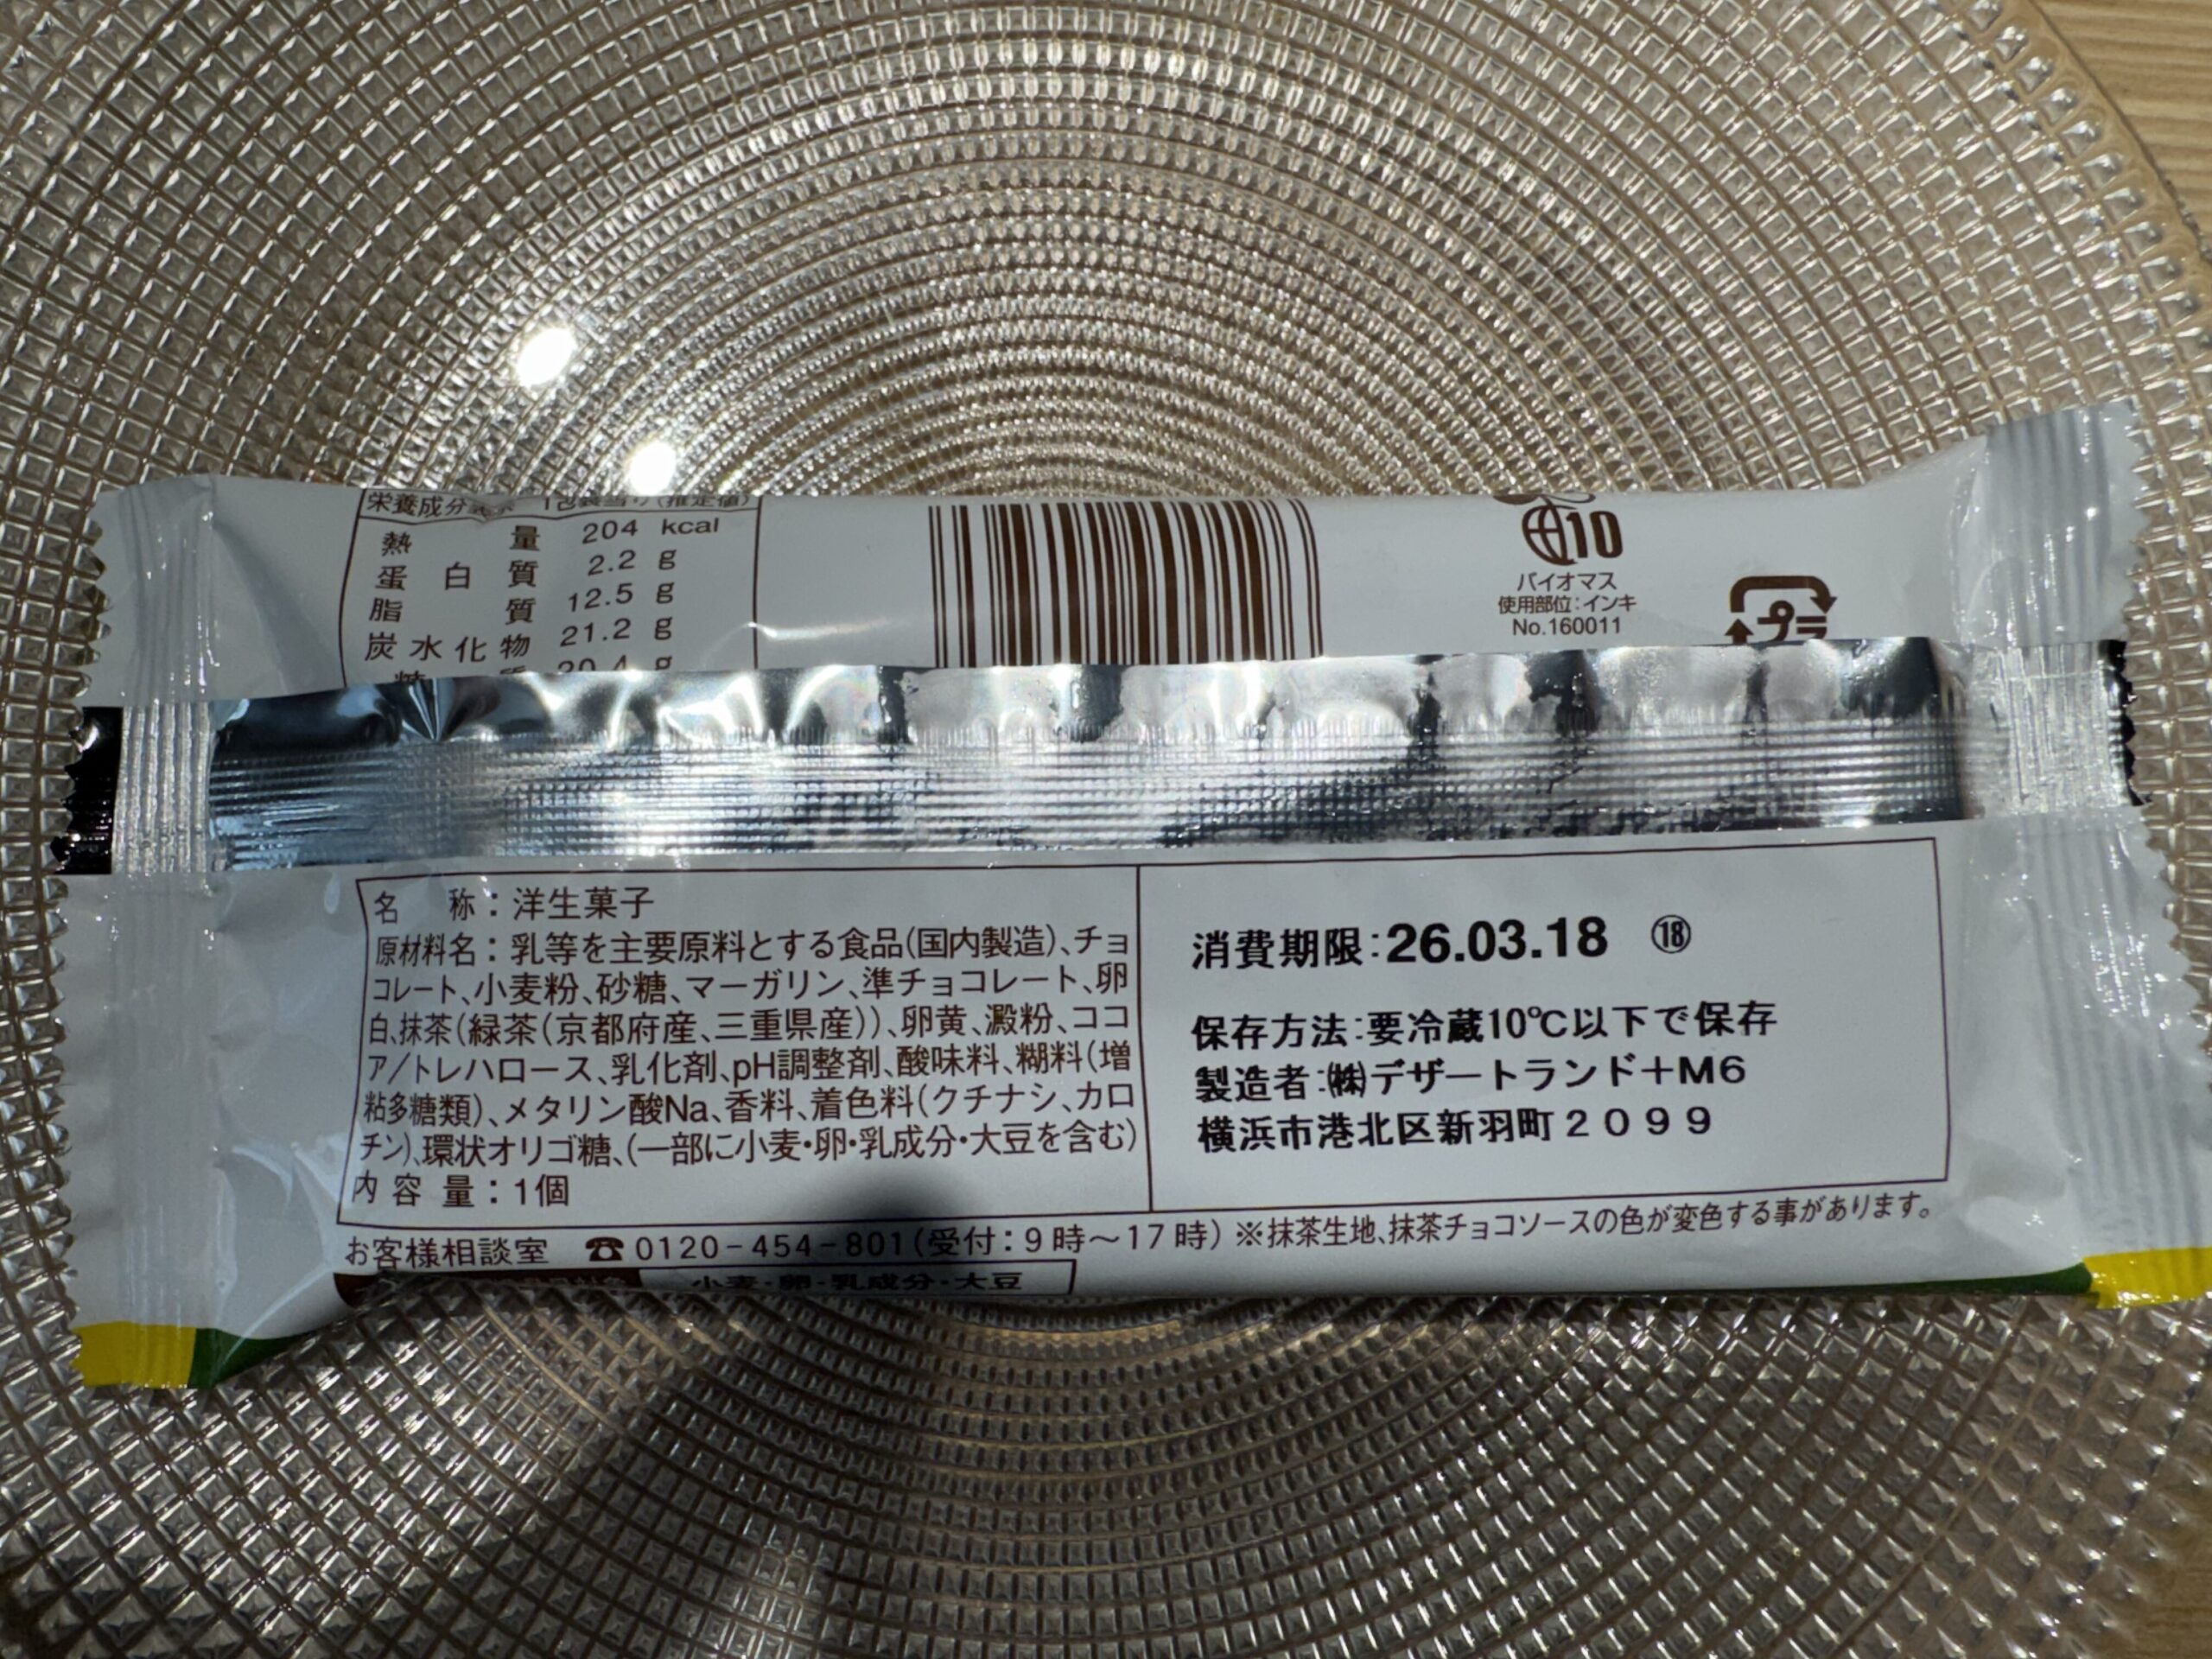 栄養成分表示 1包装当り(推定値)
熱量 204 kcal
蛋白質 2.2 g
脂質 12.5 g
炭水化物 21.2 g
糖質 20.4 g
10
バイオマス
使用部位:インキ
No.160011
プラ
名称:洋生菓子
原材料名:乳等を主要原料とする食品(国内製造)、チョ
コレート、小麦粉、砂糖、マーガリン、準チョコレート、卵
白、抹茶(緑茶(京都府産、三重県産))、卵黄、澱粉、ココ
ア/トレハロース、乳化剤、pH調整剤、酸味料、糊料(増
粘多糖類)、メタリン酸Na、香料、着色料(クチナシ、カロ
チン)、環状オリゴ糖、(一部に小麦・卵・乳成分・大豆を含む)
内容量:1個
消費期限:26.03.18 ⑱
保存方法:要冷蔵10℃以下で保存
製造者:㈱デザートランド+M6
横浜市港北区新羽町2099
お客様相談室 ☎0120-454-801(受付:9時~17時) ※抹茶生地、抹茶チョコソースの色が変色する事があります。
小麦・卵・乳成分・大豆